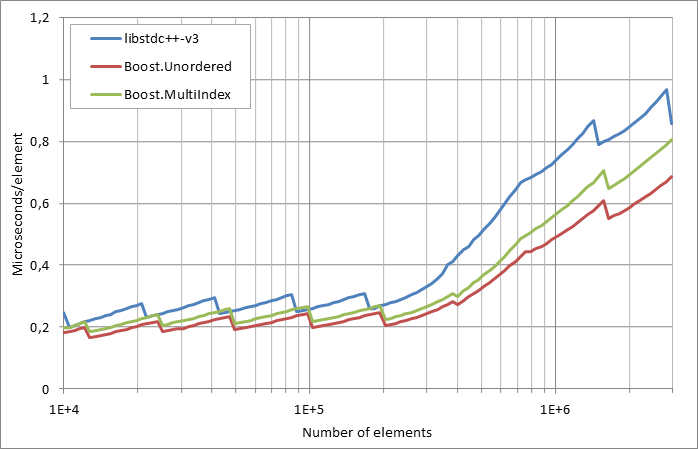 1,2
1
0,8
0,6
0,4
0,2
0
Microseconds/element
libstdc++-v3
Boost.Unordered
Boost.MultiIndex
1E+4 1E+5 1E+6
Number of elements